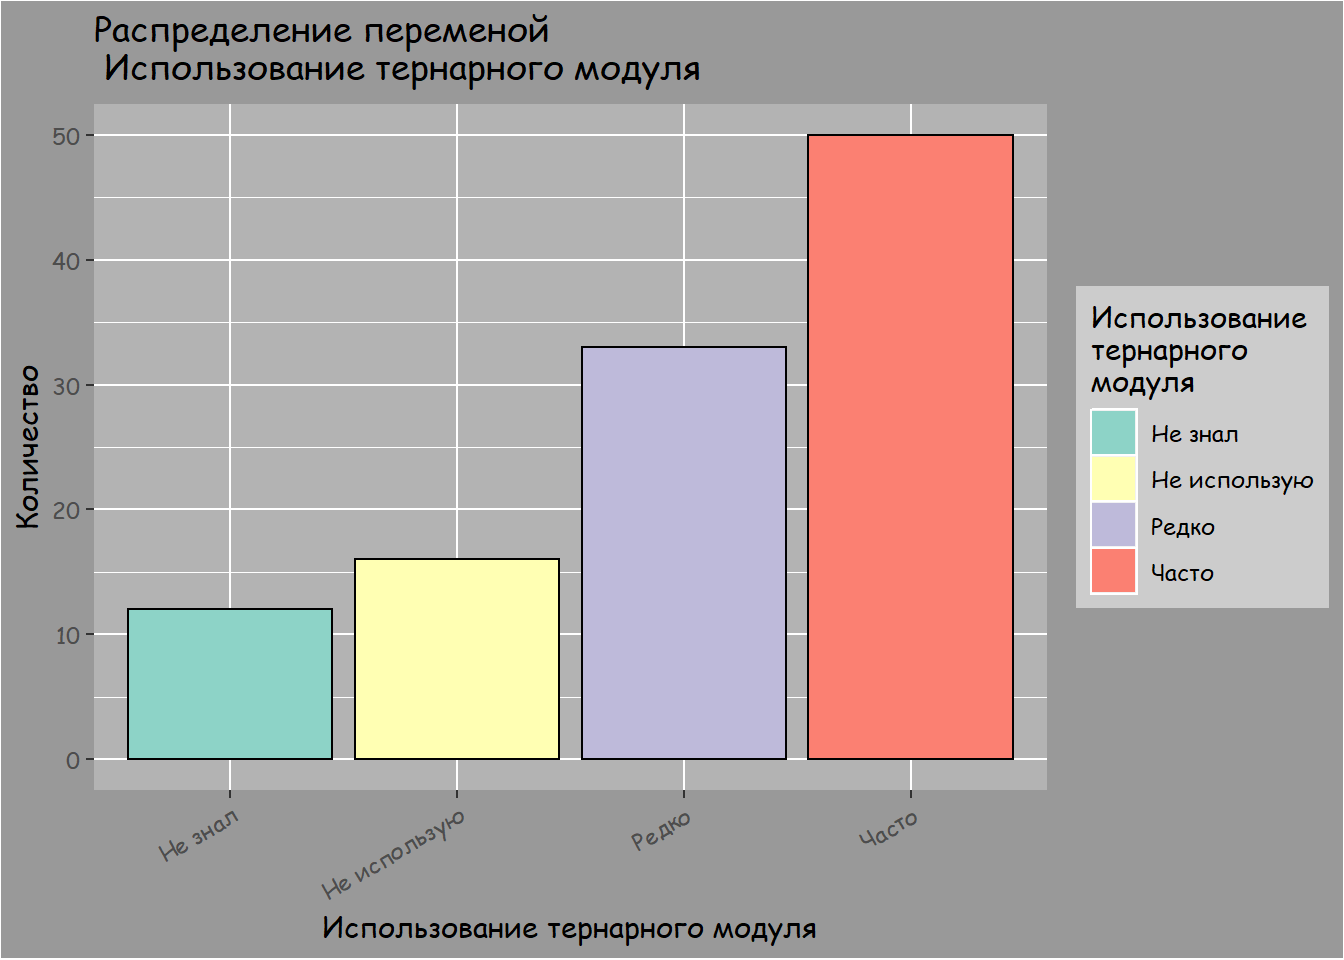 Распределение переменой
Использование тернарного модуля
50
40
30
20
10
0
Количество
Не знал
Не использую
Редко
Часто
Использование тернарного модуля
Использование
тернарного
модуля
Не знал
Не использую
Редко
Часто